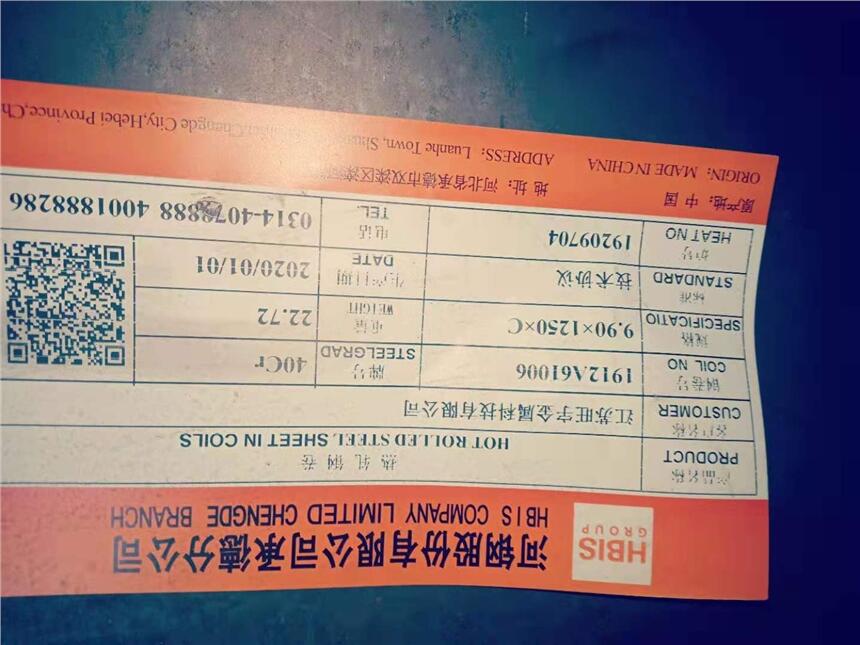 HBIS
GROUP
河钢股份有限公司承德分公司
HBIS COMPANY LIMITED CHENGDE BRANCH
产品名称 热轧钢卷
PRODUCT HOT ROLLED STEEL SHEET IN COILS
客户名称
CUSTOMER 江苏旺宇金属科技有限公司
钢卷号 牌号
COIL NO 1912A61006 STEELGRAD 40Cr
规格 重量
SPECIFICATIO 9.90×1250×C WEIGHT 22.72
标准 生产日期
STANDARD 技术协议 DATE 2020/01/01
炉号 电话
HEAT NO 19209704 TEL. 0314-4078888 4001888286
原产地：中国 地址：河北省承德市双滦区滦
ORIGIN: MADE IN CHINA ADDRESS: Luanhe Town, Shua Chengde City,Hebei Province,Ch